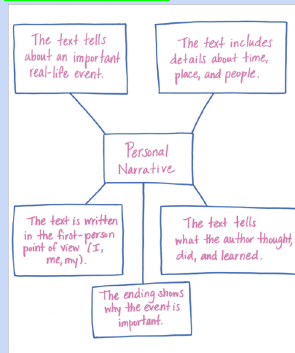 The text tells
about an important
real-life event.
The text includes
details about time,
place, and people.
Personal
Narrative
The text is written
in the first-person
point of view (I,
me, my).
The text tells
what the author thought,
did, and learned.
The ending shows
why the event is
important.